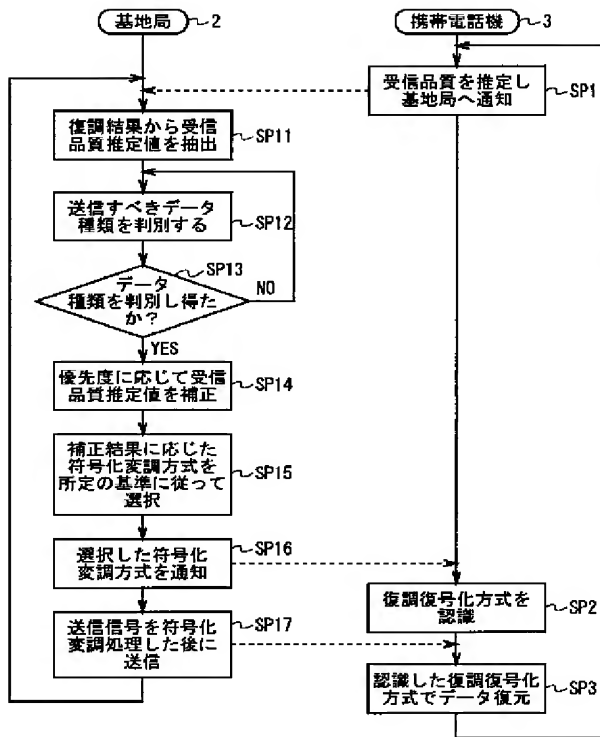 基地局
2
携帯電話機
3
受信品質を推定し
基地局へ通知
SP1
復調結果から受信
品質推定値を抽出
SP11
送信すべきデータ
種類を判別する
SP12
SP13
データ
種類を判別し得た
か?
NO
YES
優先度に応じて受信
品質推定値を補正
SP14
補正結果に応じた
符号化変調方式を
所定の基準に従って
選択
SP15
選択した符号化
変調方式を通知
SP16
復調復号化方式を
認識
SP2
送信信号を符号化
変調処理した後に
送信
SP17
認識した復調復号化
方式でデータ復元
SP3